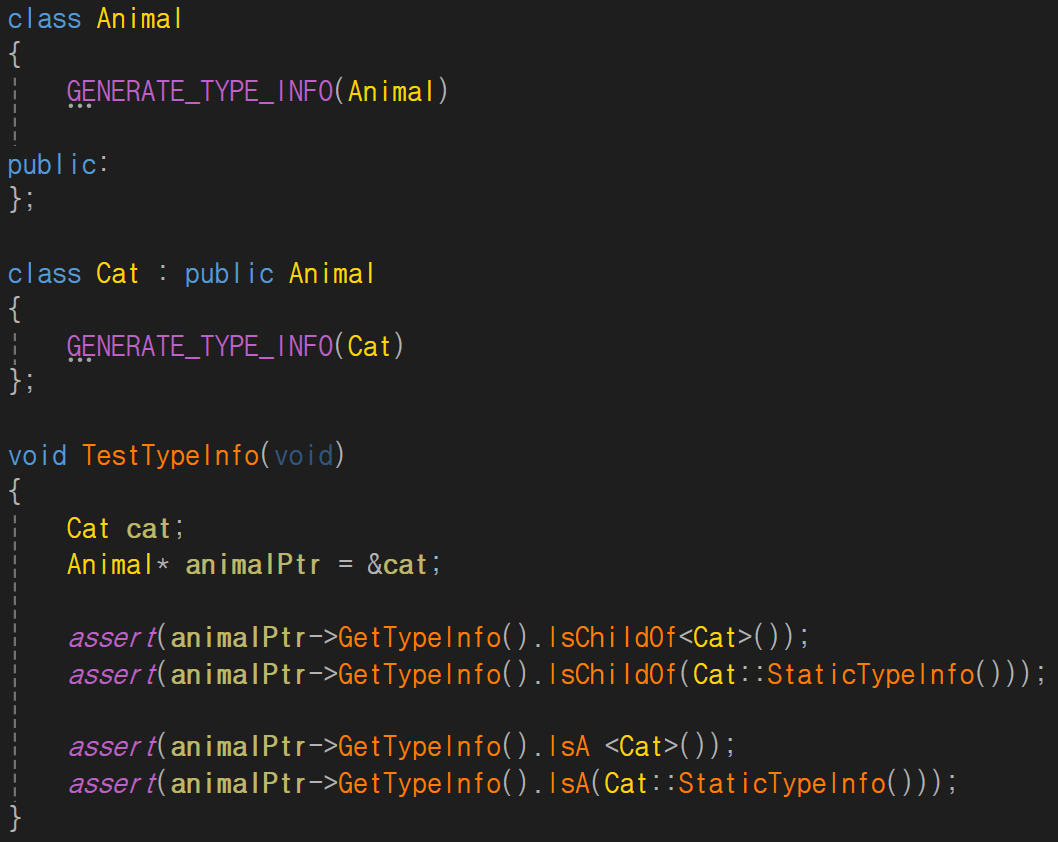 class Animal
{
    GENERATE_TYPE_INFO(Animal)

public:
};

class Cat : public Animal
{
    GENERATE_TYPE_INFO(Cat)
};

void TestTypeInfo(void)
{
    Cat cat;
    Animal* animalPtr = &cat;

    assert(animalPtr->GetTypeInfo().IsChildOf<Cat>());
    assert(animalPtr->GetTypeInfo().IsChildOf(Cat::StaticTypeInfo()));

    assert(animalPtr->GetTypeInfo().IsA <Cat>());
    assert(animalPtr->GetTypeInfo().IsA(Cat::StaticTypeInfo()));
}